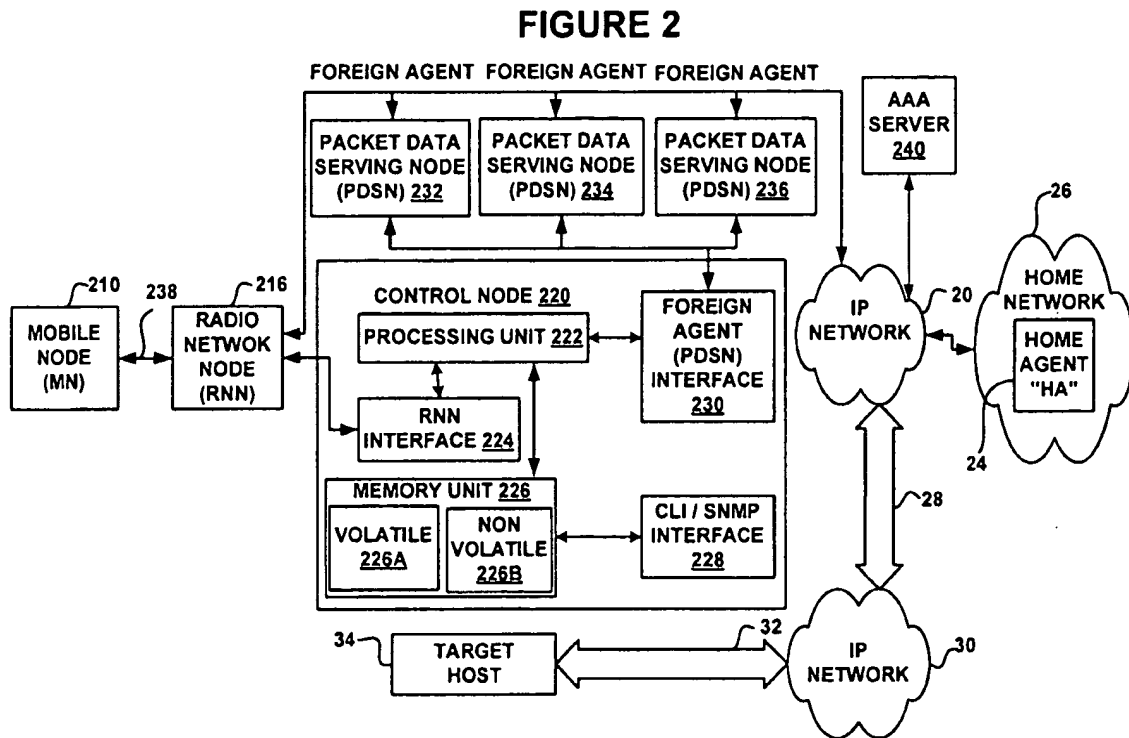 FIGURE 2
FOREIGN AGENT FOREIGN AGENT FOREIGN AGENT
PACKET DATA
SERVING NODE
(PDSN) 232
PACKET DATA
SERVING NODE
(PDSN) 234
PACKET DATA
SERVING NODE
(PDSN) 236
AAA
SERVER
240
26
210
238
216
MOBILE
NODE
(MN)
RADIO
NETWOK
NODE
(RNN)
CONTROL NODE 220
PROCESSING UNIT 222
RNN
INTERFACE 224
FOREIGN
AGENT
(PDSN)
INTERFACE
230
MEMORY UNIT 226
VOLATILE
226A
NON
VOLATILE
226B
CLI / SNMP
INTERFACE
228
IP
NETWORK
20
HOME
NETWORK
HOME
AGENT
"HA"
24
28
34
TARGET
HOST
32
IP
NETWORK
30